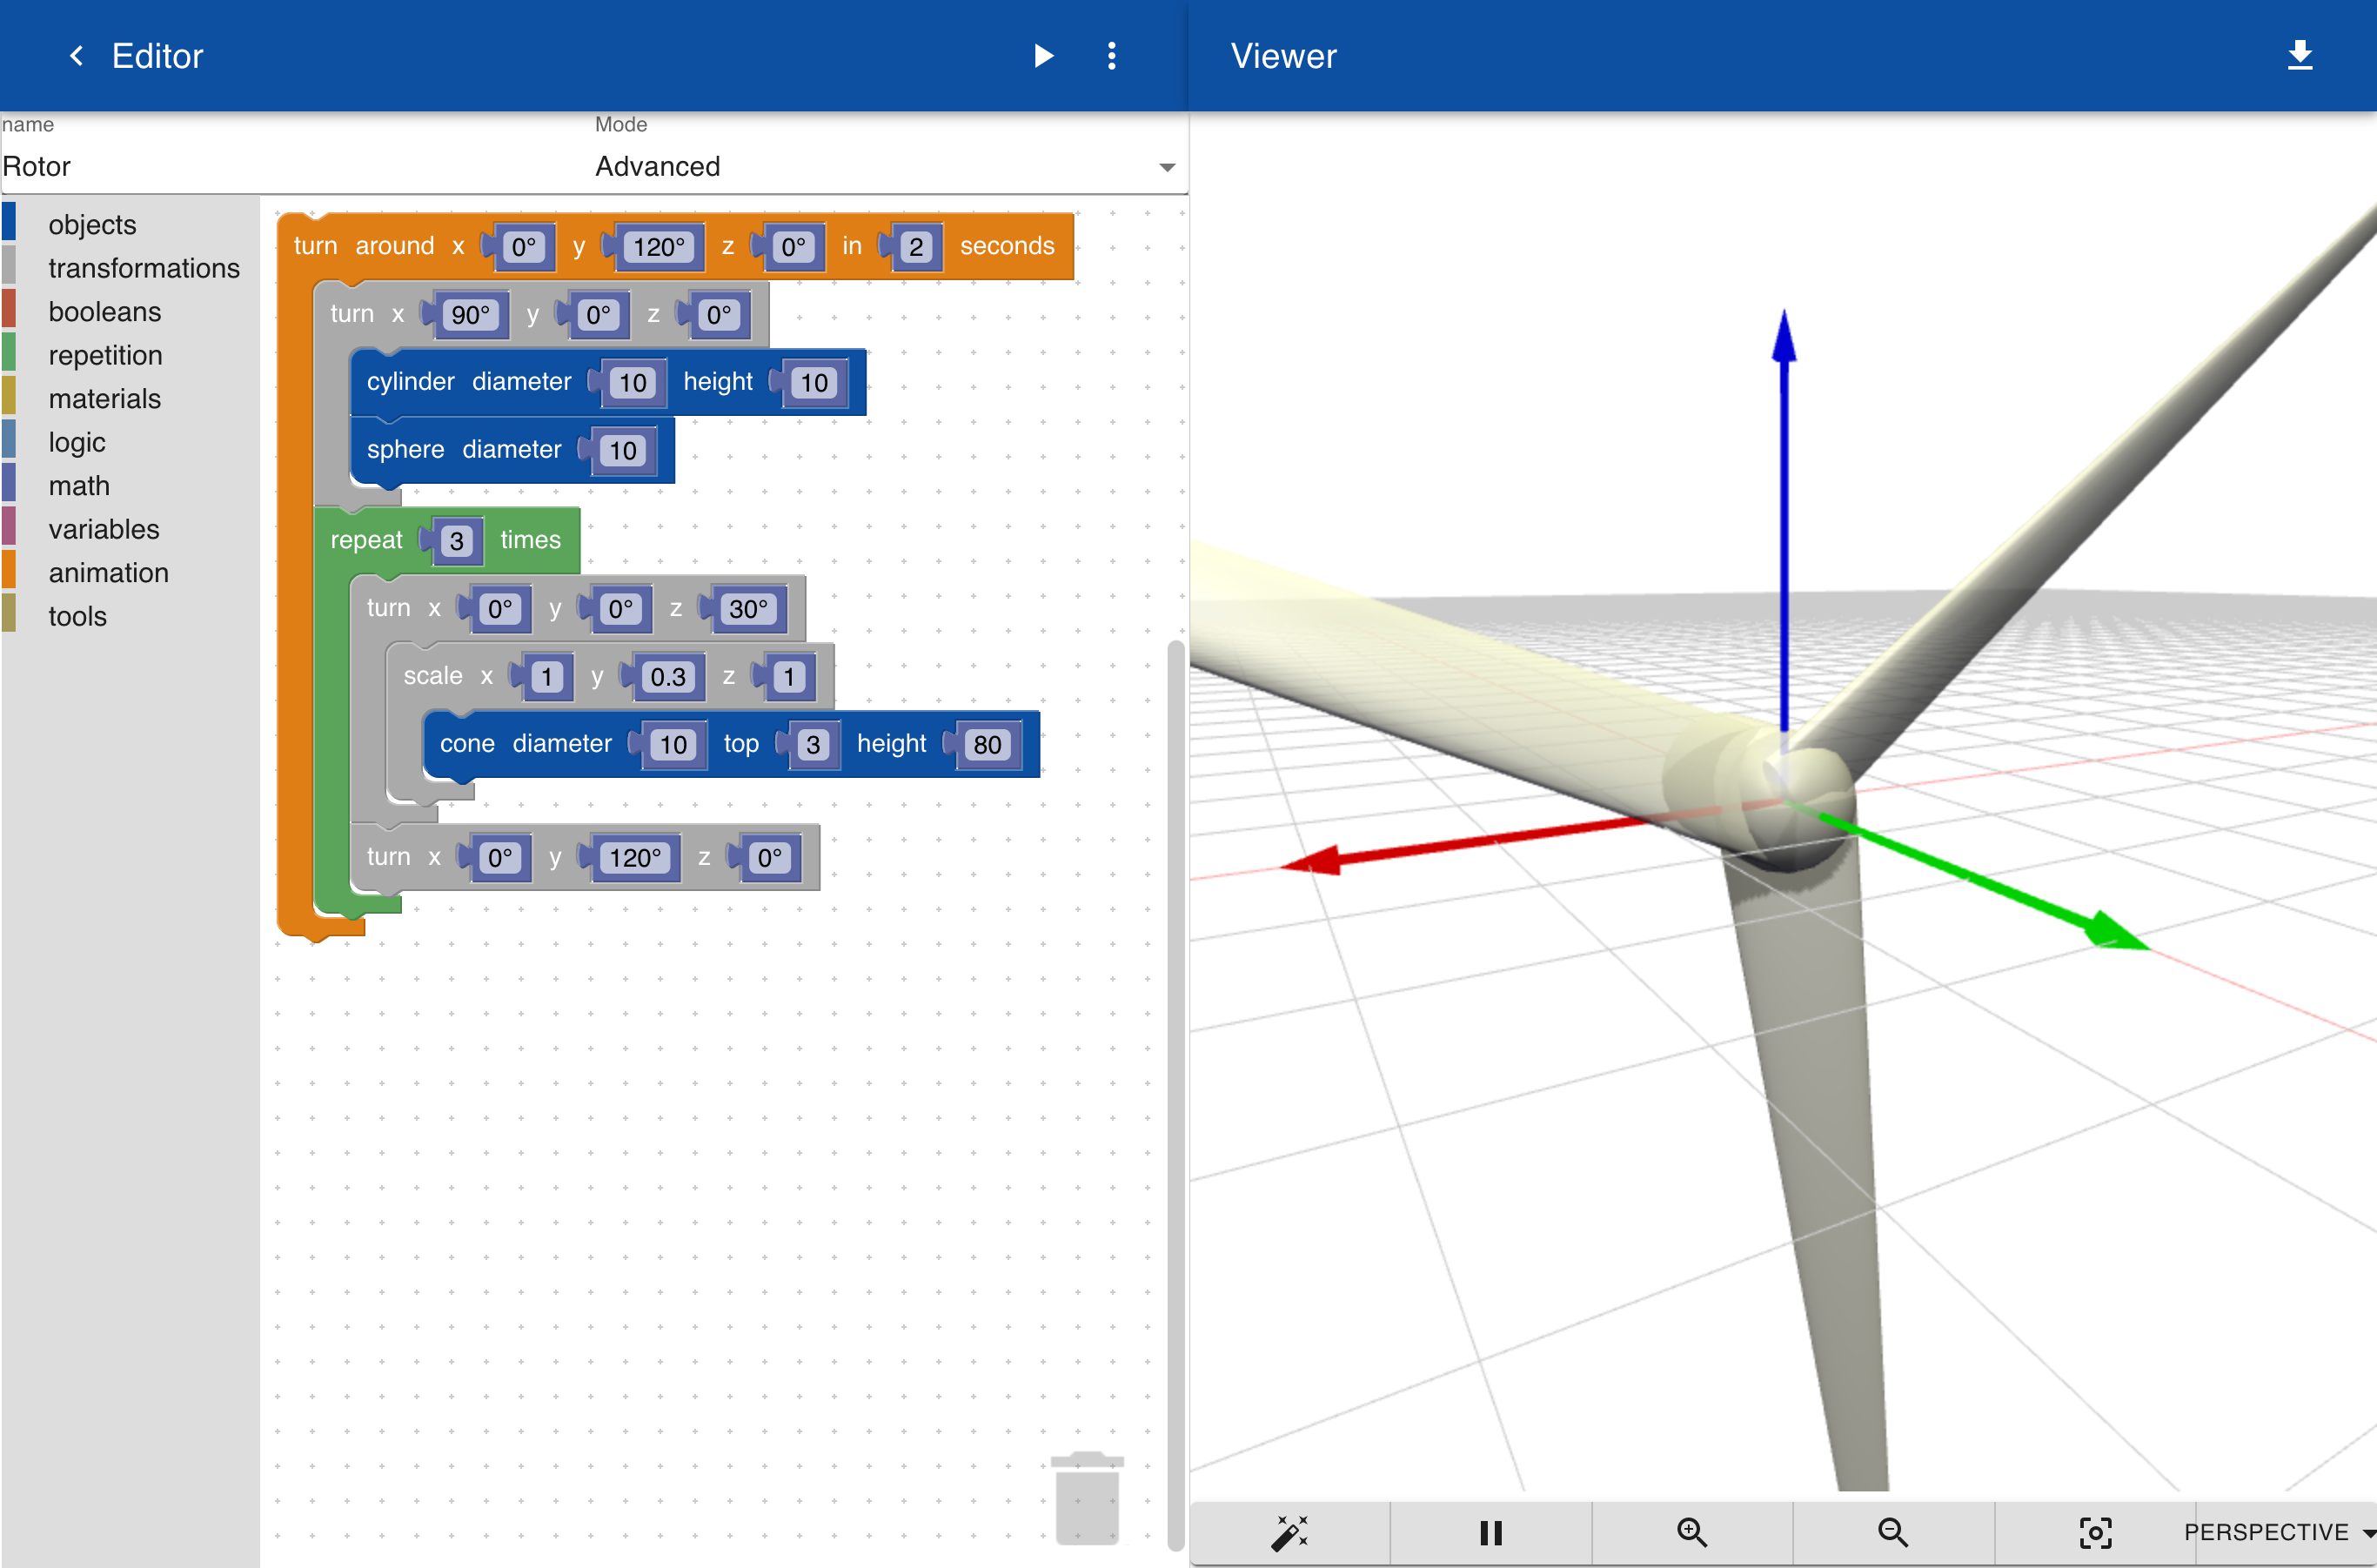 Editor
Viewer
name
Mode
Rotor
Advanced
objects
transformations
booleans
repetition
materials
logic
math
variables
animation
tools
turn around x 0° y 120° z 0° in 2 seconds
turn x 90° y 0° z 0°
cylinder diameter 10 height 10
sphere diameter 10
repeat 3 times
turn x 0° y 0° z 30°
scale x 1 y 0.3 z 1
cone diameter 10 top 3 height 80
turn x 0° y 120° z 0°
PERSPECTIVE